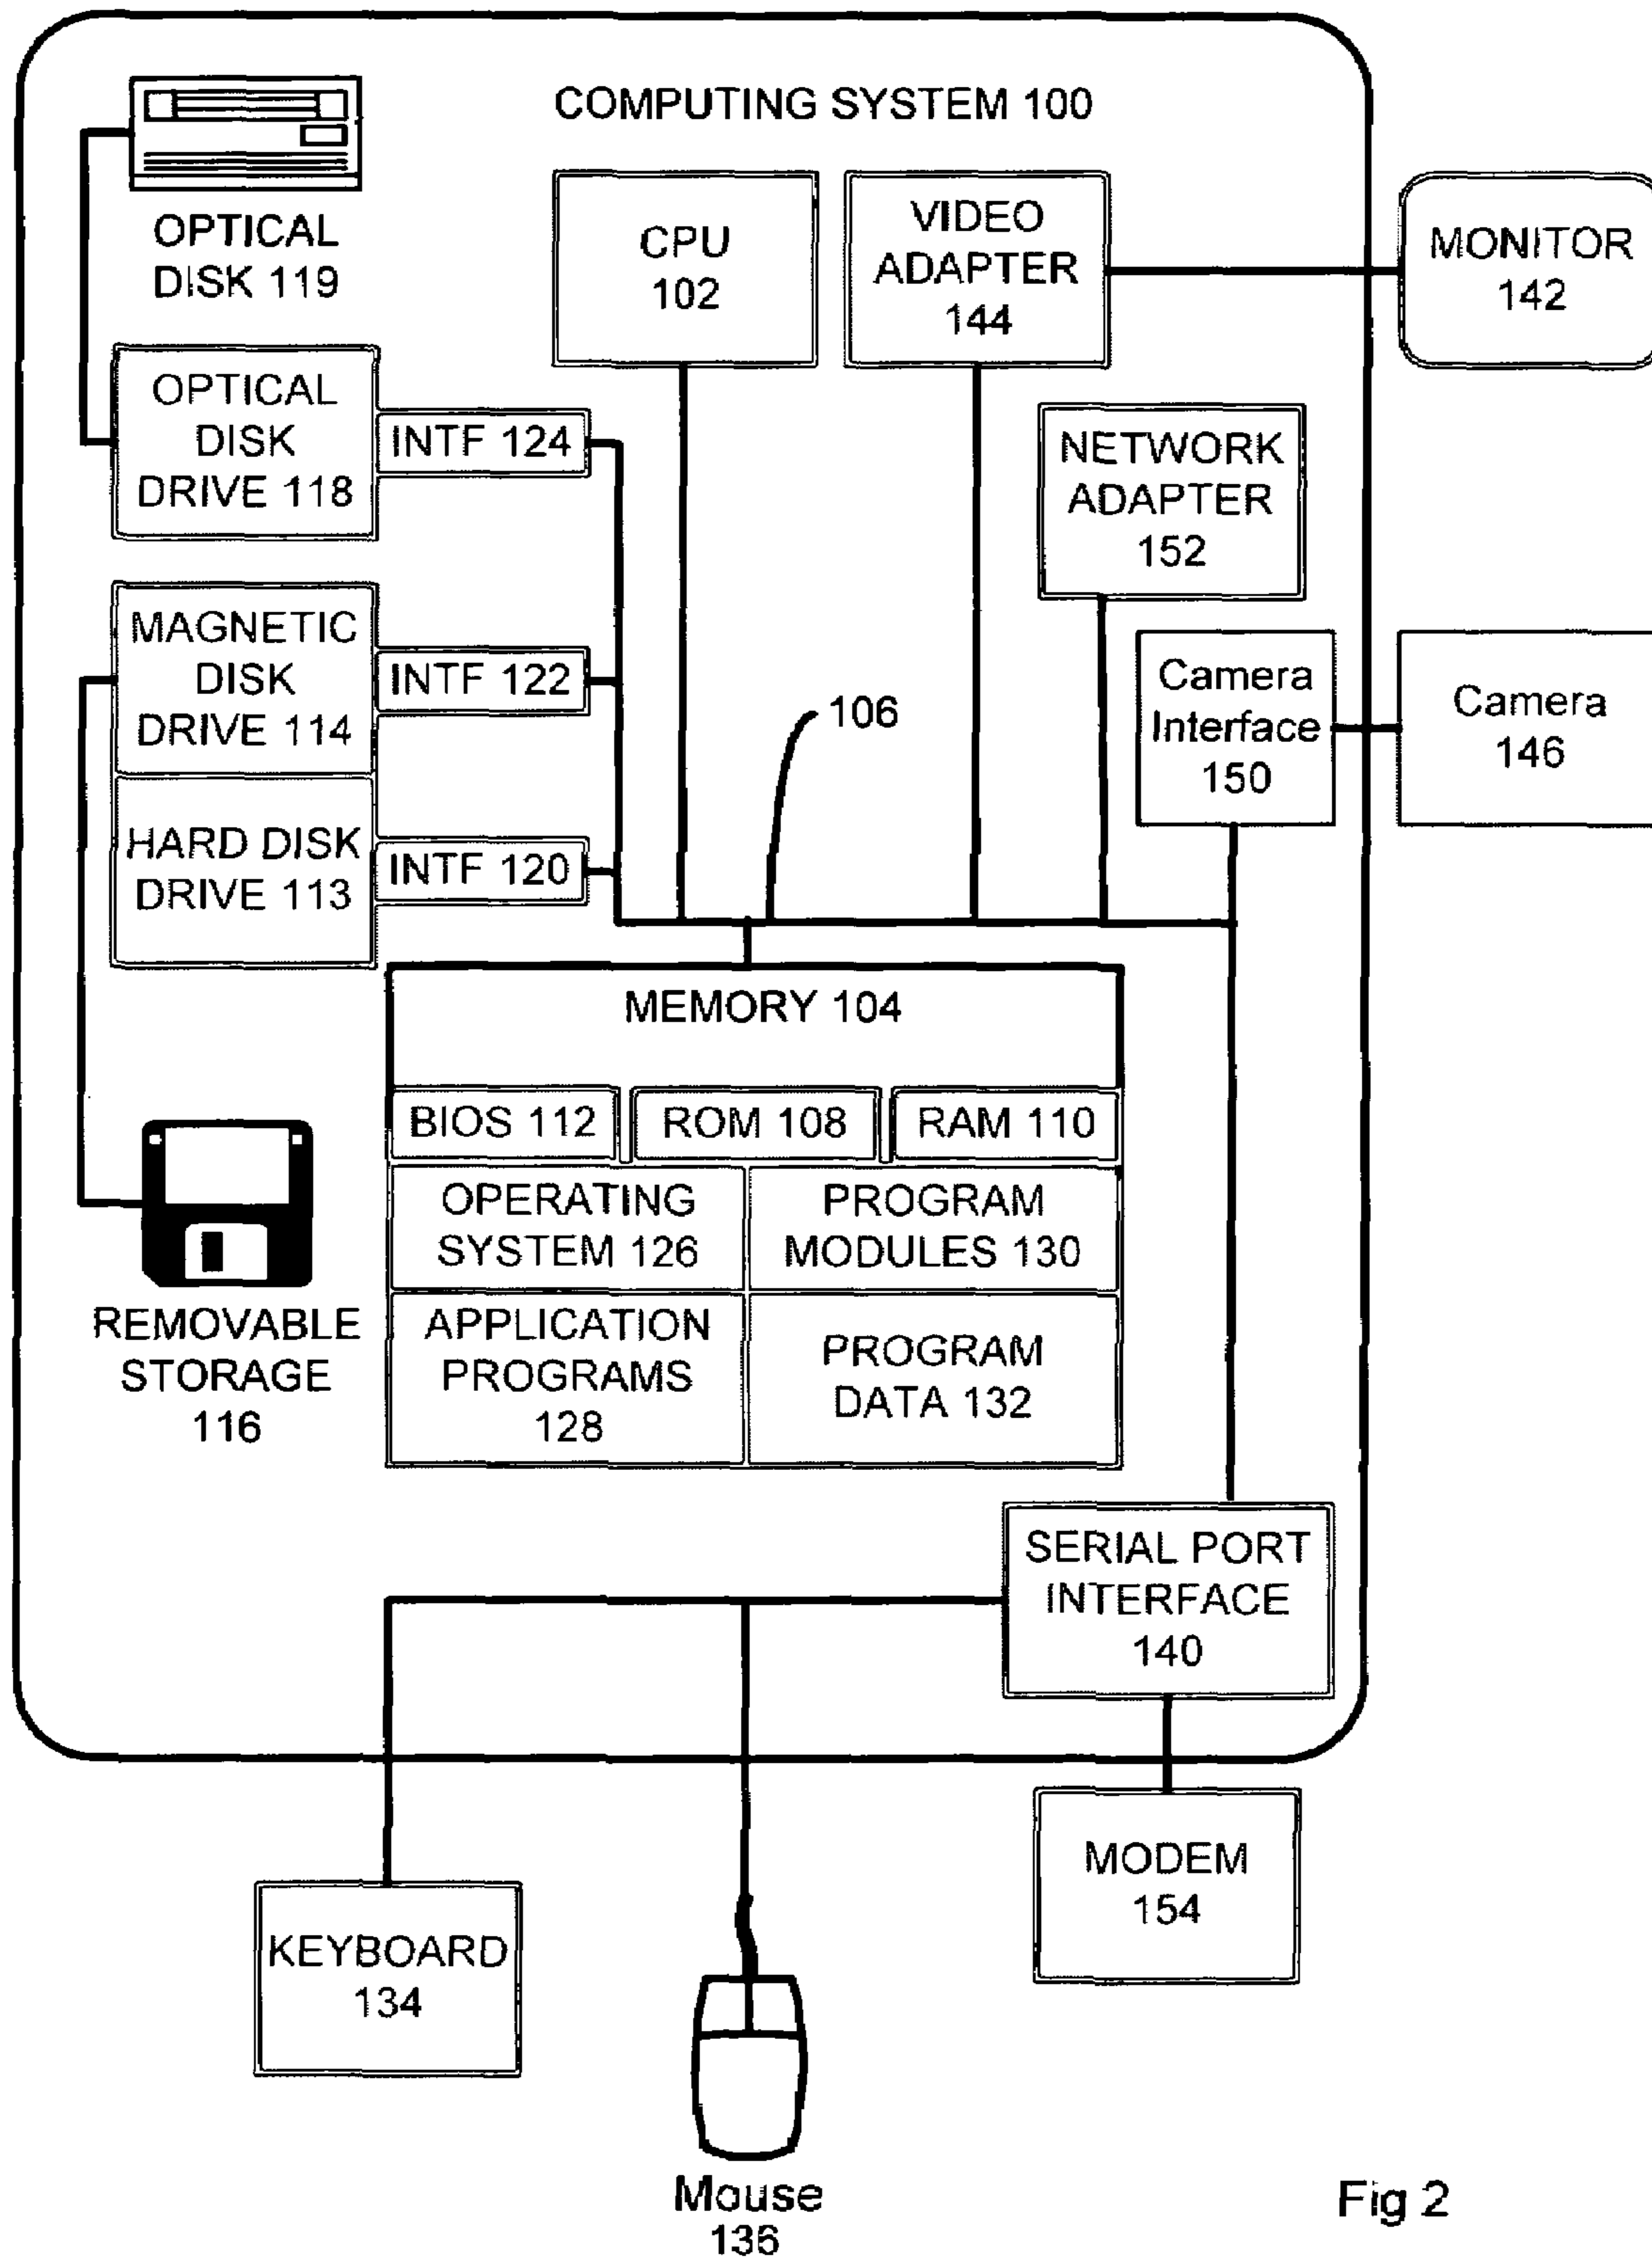 COMPUTING SYSTEM 100
OPTICAL
DISK 119
CPU
102
VIDEO
ADAPTER
144
MONITOR
142
OPTICAL
DISK
DRIVE 118
INTF 124
NETWORK
ADAPTER
152
MAGNETIC
DISK
DRIVE 114
INTF 122
106
Camera
Interface
150
Camera
146
HARD DISK
DRIVE 113
INTF 120
MEMORY 104
BIOS 112
ROM 108
RAM 110
OPERATING
SYSTEM 126
PROGRAM
MODULES 130
REMOVABLE
STORAGE
116
APPLICATION
PROGRAMS
128
PROGRAM
DATA 132
SERIAL PORT
INTERFACE
140
MODEM
154
KEYBOARD
134
Mouse
136
Fig 2